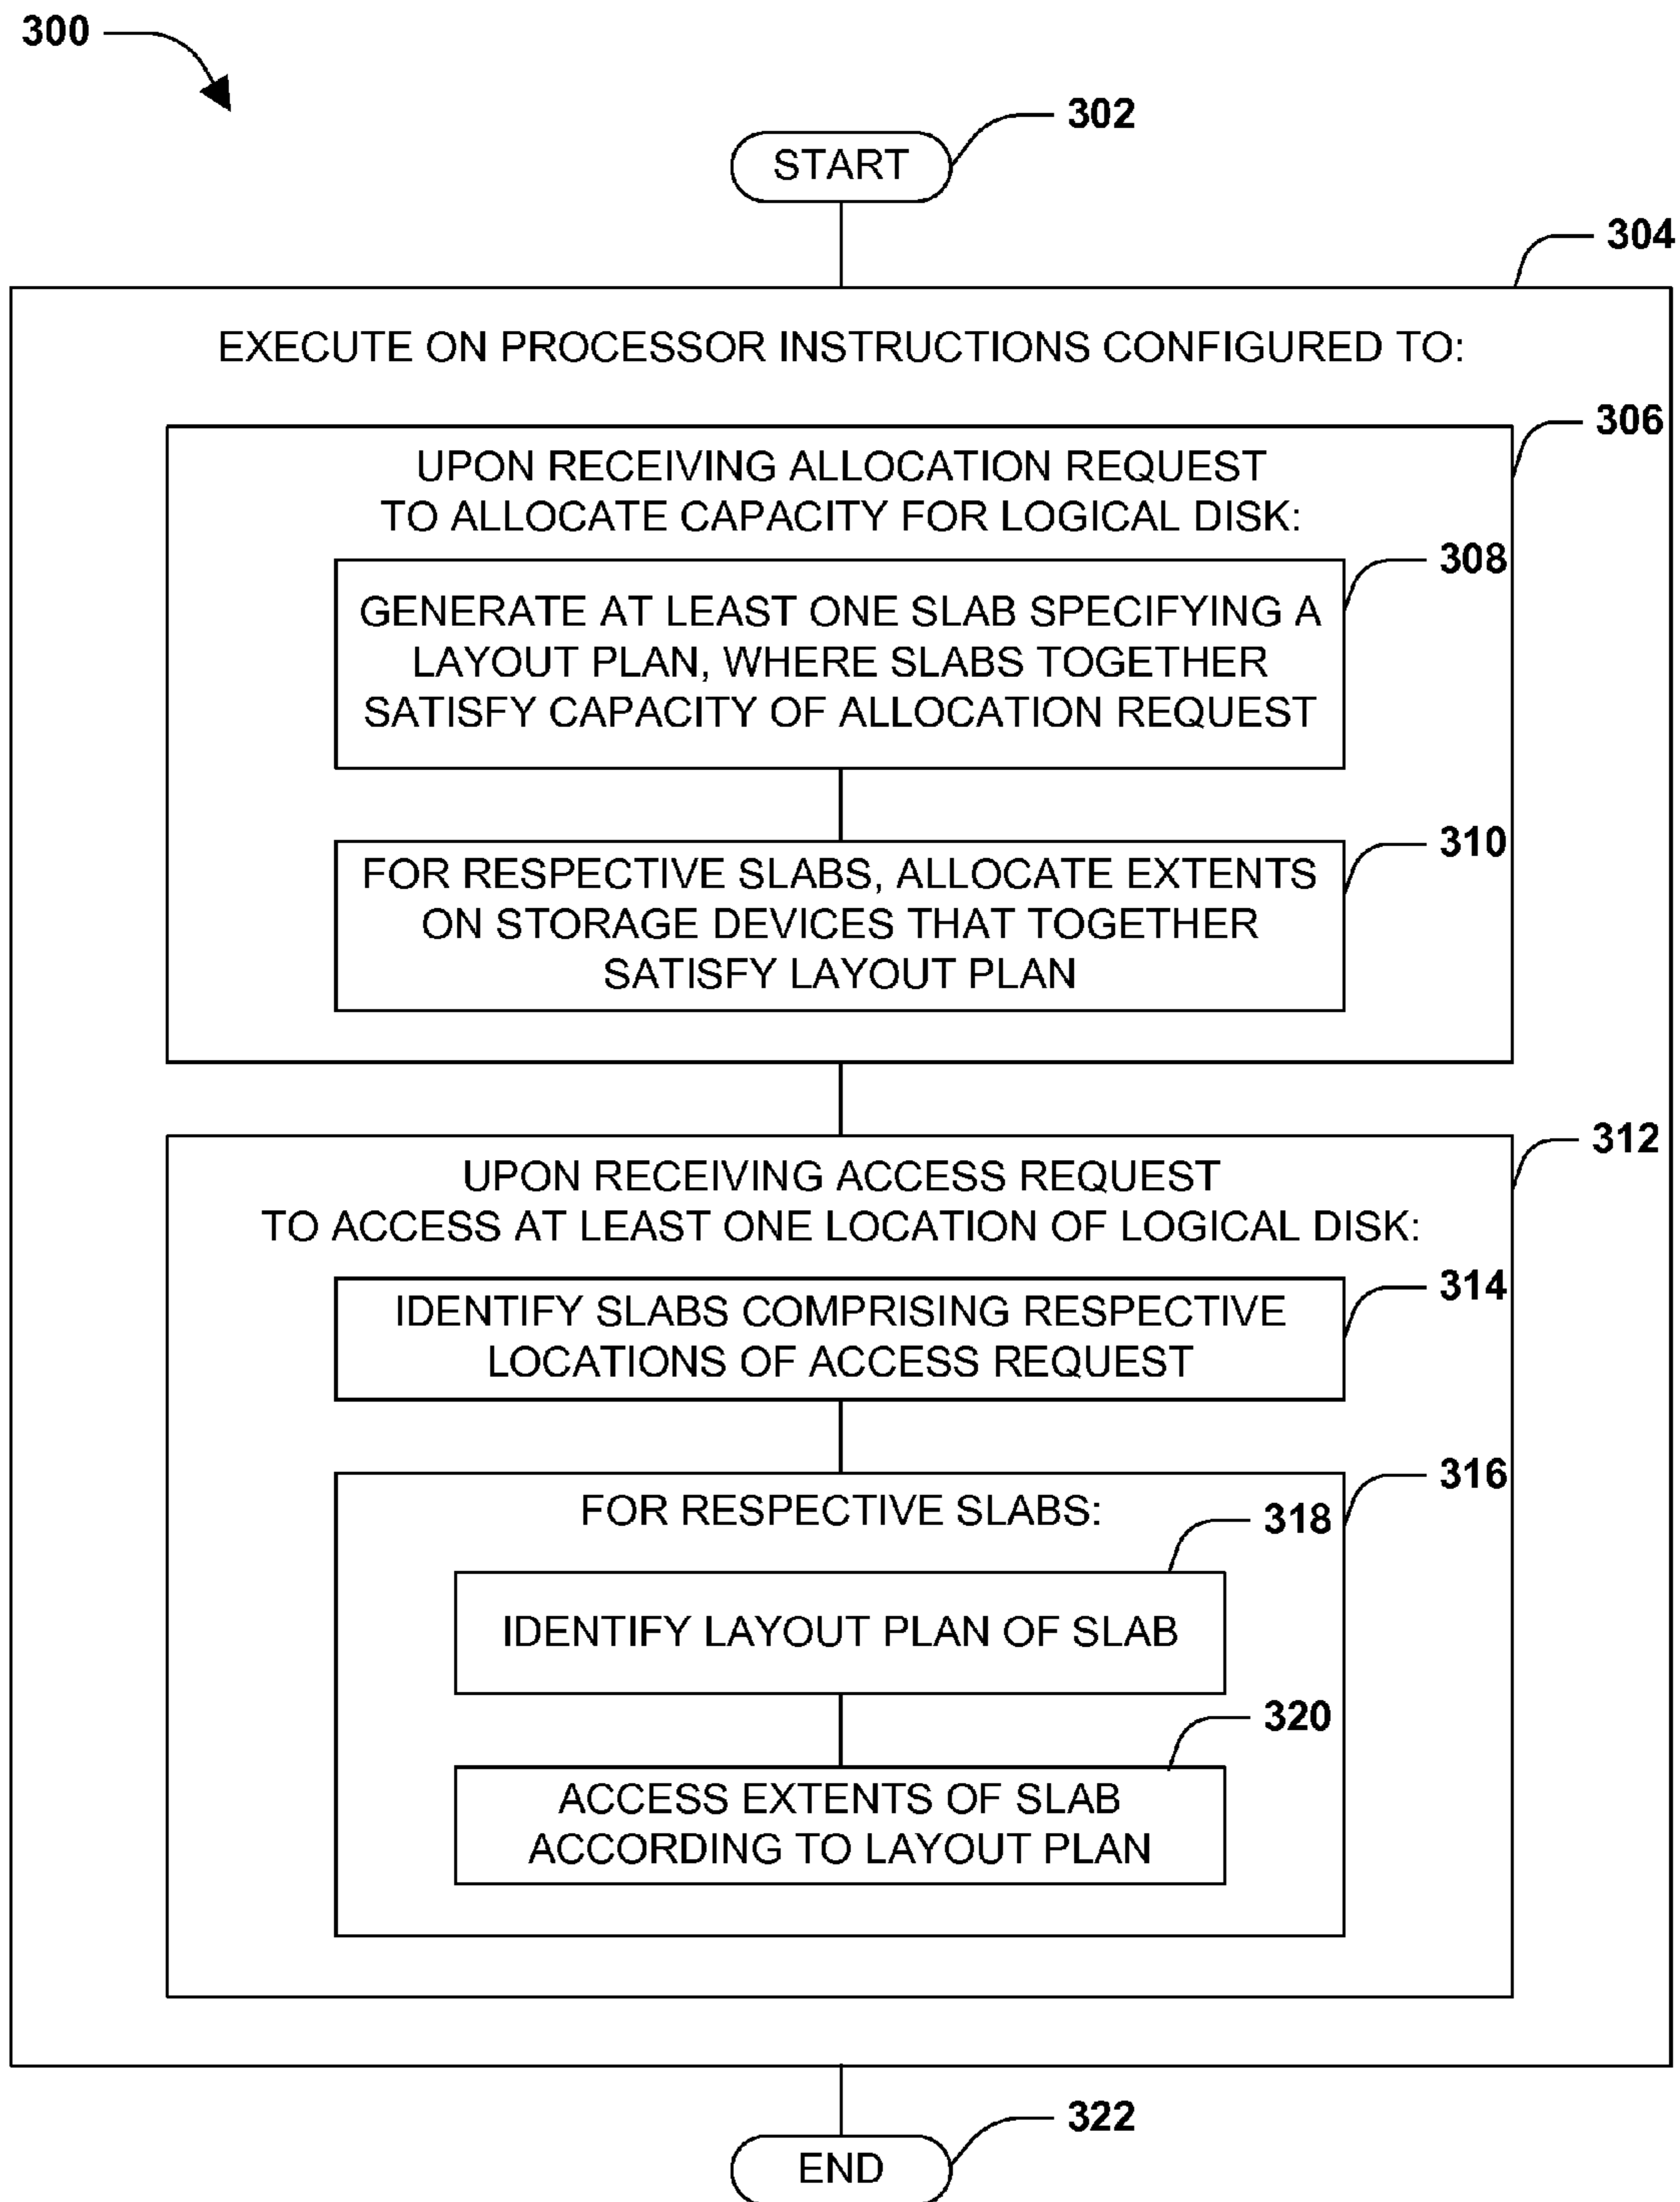 300
302
START
304
EXECUTE ON PROCESSOR INSTRUCTIONS CONFIGURED TO:
306
UPON RECEIVING ALLOCATION REQUEST
TO ALLOCATE CAPACITY FOR LOGICAL DISK:
308
GENERATE AT LEAST ONE SLAB SPECIFYING A
LAYOUT PLAN, WHERE SLABS TOGETHER
SATISFY CAPACITY OF ALLOCATION REQUEST
310
FOR RESPECTIVE SLABS, ALLOCATE EXTENTS
ON STORAGE DEVICES THAT TOGETHER
SATISFY LAYOUT PLAN
312
UPON RECEIVING ACCESS REQUEST
TO ACCESS AT LEAST ONE LOCATION OF LOGICAL DISK:
314
IDENTIFY SLABS COMPRISING RESPECTIVE
LOCATIONS OF ACCESS REQUEST
316
FOR RESPECTIVE SLABS:
318
IDENTIFY LAYOUT PLAN OF SLAB
320
ACCESS EXTENTS OF SLAB
ACCORDING TO LAYOUT PLAN
322
END